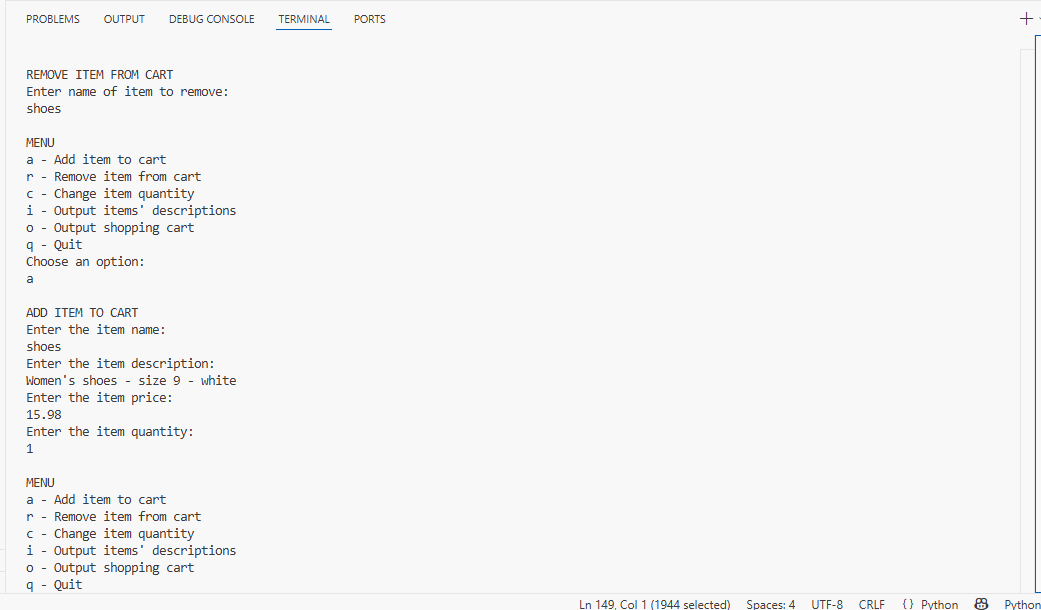 PROBLEMS OUTPUT DEBUG CONSOLE TERMINAL PORTS
REMOVE ITEM FROM CART
Enter name of item to remove:
shoes
MENU
a - Add item to cart
r - Remove item from cart
c - Change item quantity
i - Output items' descriptions
o - Output shopping cart
q - Quit
Choose an option:
a
ADD ITEM TO CART
Enter the item name:
shoes
Enter the item description:
Women's shoes - size 9 - white
Enter the item price:
15.98
Enter the item quantity:
1
MENU
a - Add item to cart
r - Remove item from cart
c - Change item quantity
i - Output items' descriptions
o - Output shopping cart
q - Quit
Ln 149, Col 1 (1944 selected) Spaces: 4 UTF-8 CRLF {} Python Python